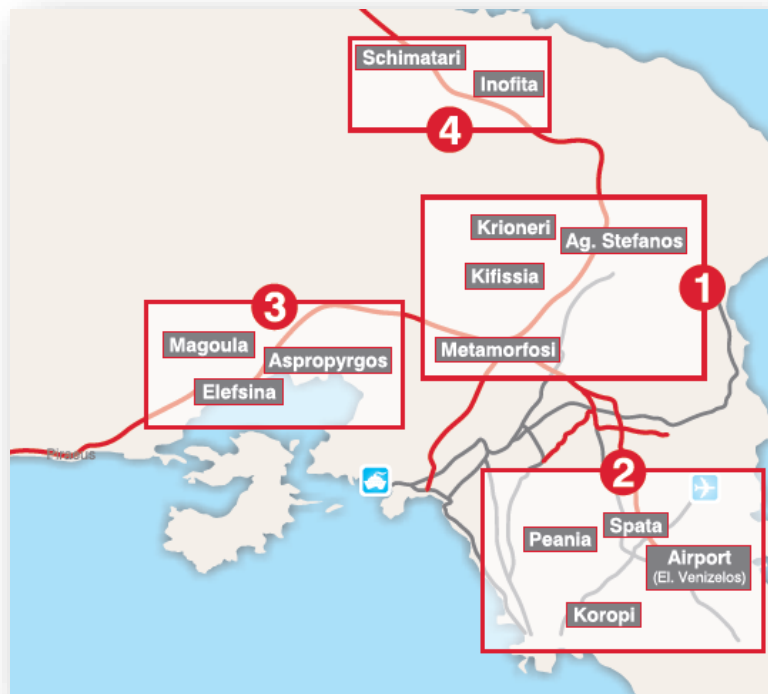 Schimatari
Inofita
4
Krioneri
Ag. Stefanos
Kifissia
1
3
Magoula
Aspropyrgos
Metamorfosi
Elefsina
Piraeus
2
Spata
Peania
Airport
(El. Venizelos)
Koropi